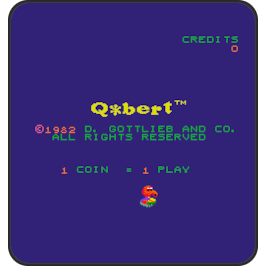 CREDITS
0
Q*bert™
©1982 D. GOTTLIEB AND CO.
ALL RIGHTS RESERVED
1 COIN = 1 PLAY